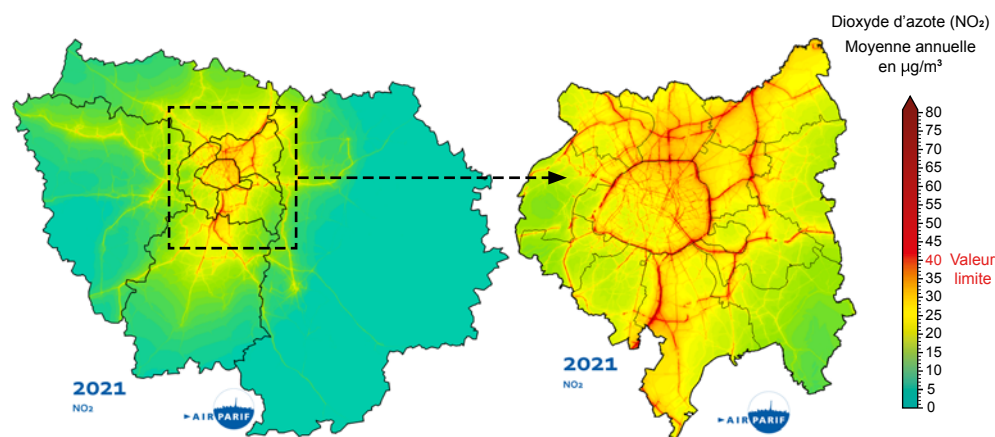 Dioxyde d'azote (NO₂)
Moyenne annuelle
en µg/m³
80
75
70
65
60
55
50
45
40 Valeur
limite
35
30
25
20
15
10
5
0
2021
NO₂
AIRPARIF
2021
NO₂
AIRPARIF